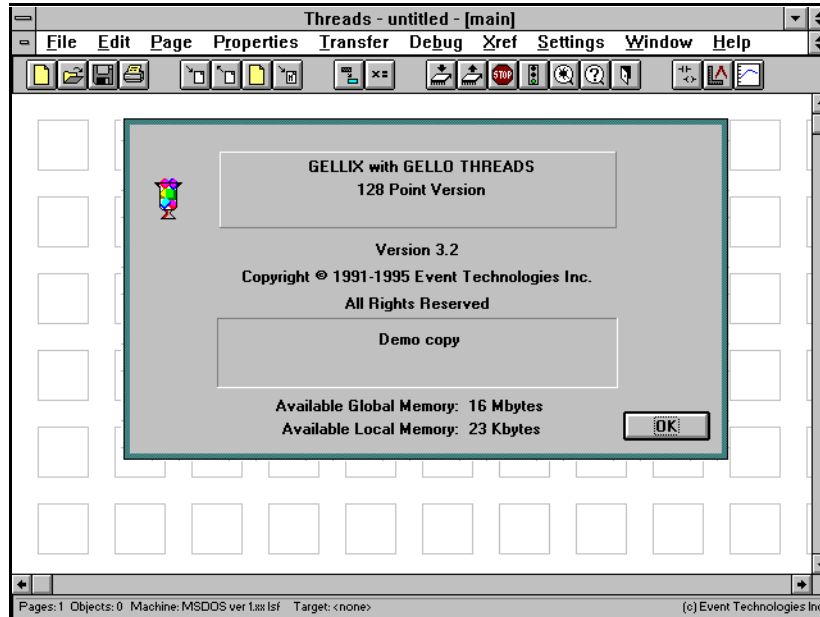 Threads - untitled - [main]
File Edit Page Properties Transfer Debug Xref Settings Window Help
STOP
GELLIX with GELLO THREADS
128 Point Version
Version 3.2
Copyright © 1991-1995 Event Technologies Inc.
All Rights Reserved
Demo copy
Available Global Memory: 16 Mbytes
Available Local Memory: 23 Kbytes
OK
Pages: 1 Objects: 0 Machine: MSDOS ver 1.xx lsf Target: <none> (c) Event Technologies Inc